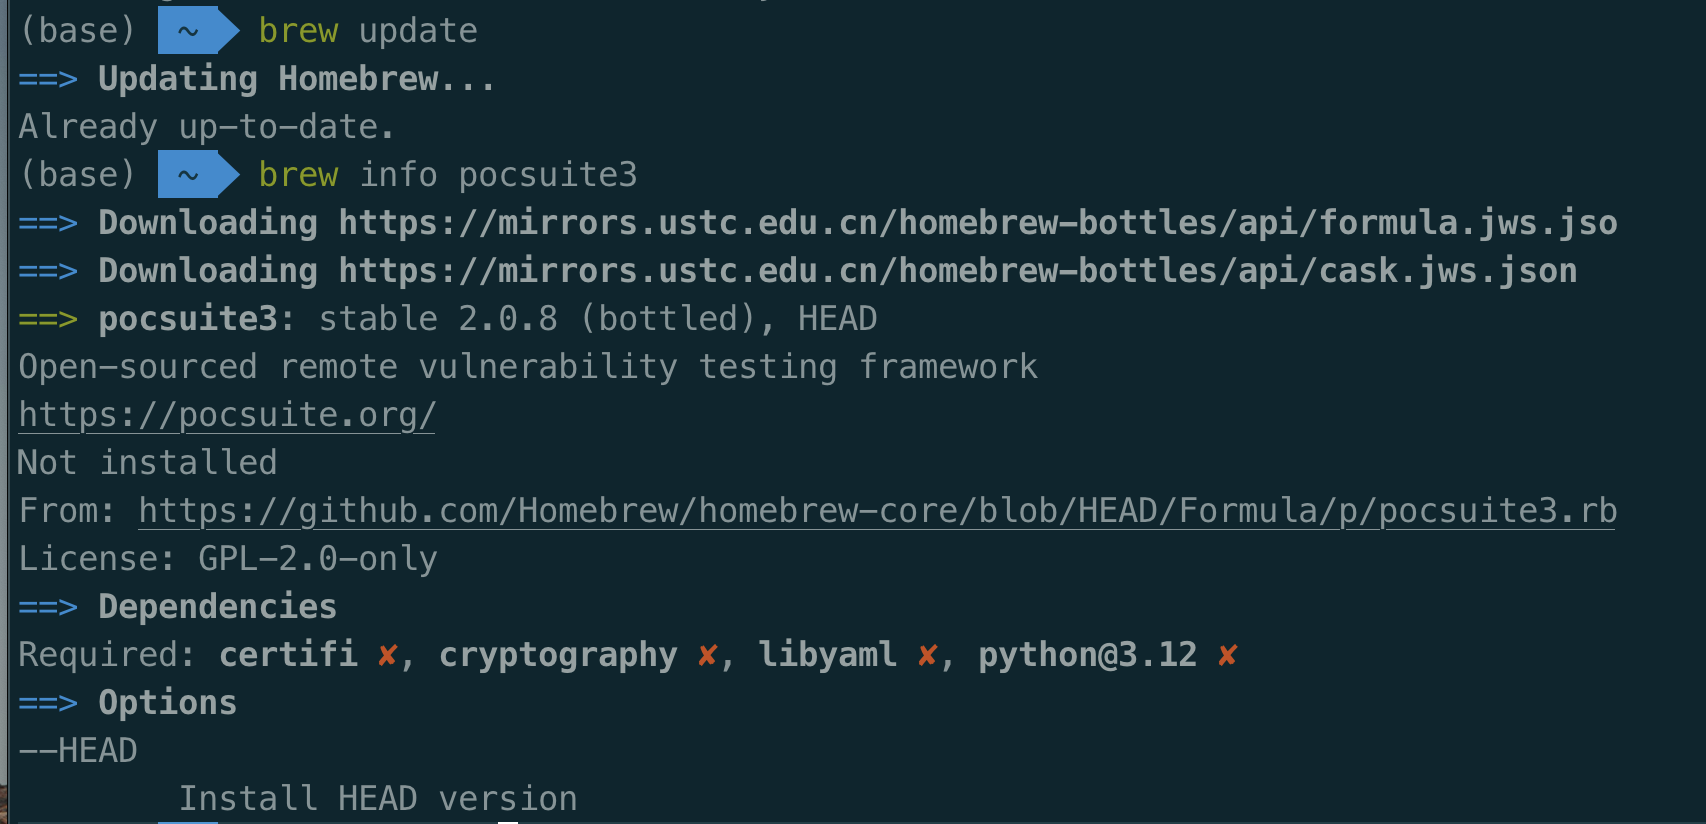 (base) ~ brew update
==> Updating Homebrew...
Already up-to-date.
(base) ~ brew info pocsuite3
==> Downloading https://mirrors.ustc.edu.cn/homebrew-bottles/api/formula.jws.jso
==> Downloading https://mirrors.ustc.edu.cn/homebrew-bottles/api/cask.jws.json
==> pocsuite3: stable 2.0.8 (bottled), HEAD
Open-sourced remote vulnerability testing framework
https://pocsuite.org/
Not installed
From: https://github.com/Homebrew/homebrew-core/blob/HEAD/Formula/p/pocsuite3.rb
License: GPL-2.0-only
==> Dependencies
Required: certifi ✘, cryptography ✘, libyaml ✘, python@3.12 ✘
==> Options
--HEAD
        Install HEAD version